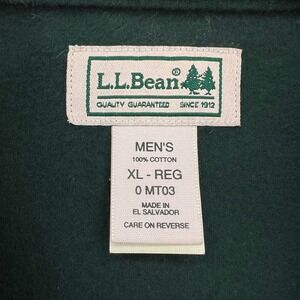 L.L.Bean®
QUALITY GUARANTEED SINCE 1912
MEN'S
100% COTTON
XL - REG
0 MT03
MADE IN
EL SALVADOR
CARE ON REVERSE